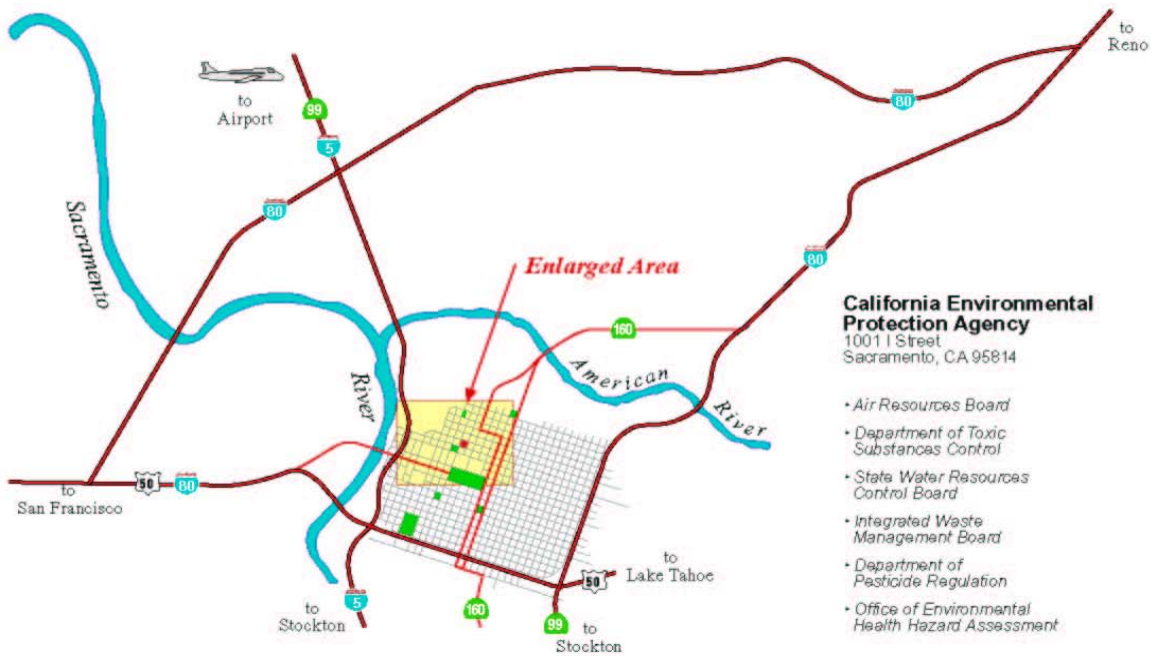 to
Reno
to
Airport
99
5
80
80
Sacramento
River
Enlarged Area
80
160
American
River
California Environmental
Protection Agency
1001 I Street
Sacramento, CA 95814
• Air Resources Board
• Department of Toxic
Substances Control
• State Water Resources
Control Board
• Integrated Waste
Management Board
• Department of
Pesticide Regulation
• Office of Environmental
Health Hazard Assessment
50
80
to
San Francisco
to
Lake Tahoe
50
to
Stockton
5
160
99
to
Stockton